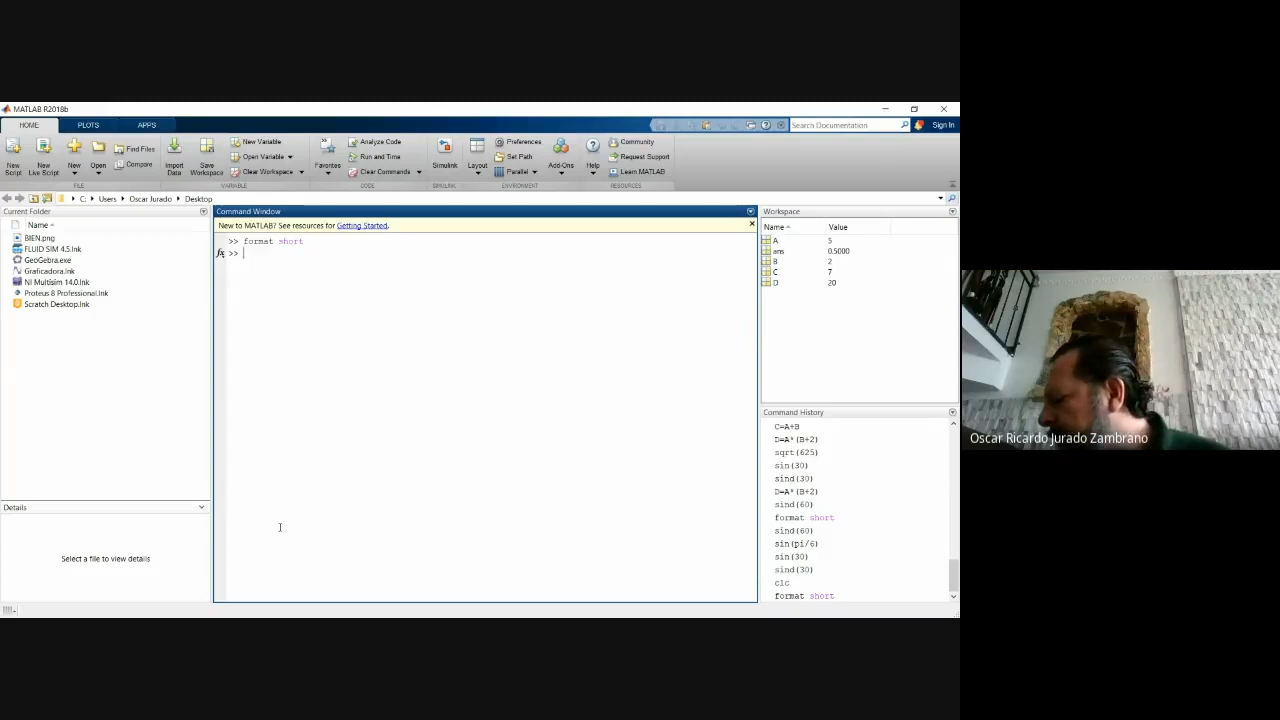 MATLAB R2018b
HOME
PLOTS
APPS
Search Documentation
Sign In
New Script
New Live Script
New
Open
Find Files
Compare
Import Data
Save Workspace
New Variable
Open Variable
Clear Workspace
Favorites
Analyze Code
Run and Time
Clear Commands
Simulink
Layout
Preferences
Set Path
Parallel
Add-Ons
Help
Community
Request Support
Learn MATLAB
FILE
VARIABLE
CODE
SIMULINK
ENVIRONMENT
RESOURCES
C: Users Oscar Jurado Desktop
Current Folder
Name
BIEN.png
FLUID SIM 4.5.lnk
GeoGebra.exe
Graficadora.lnk
NI Multisim 14.0.lnk
Proteus 8 Professional.lnk
Scratch Desktop.lnk
Details
Select a file to view details
Command Window
New to MATLAB? See resources for Getting Started.
>> format short
fx >>
Workspace
Name Value
A 5
ans 0.5000
B 2
C 7
D 20
Command History
C=A+B
D=A*(B+2)
sqrt(625)
sin(30)
sind(30)
D=A*(B+2)
sind(60)
format short
sind(60)
sin(pi/6)
sin(30)
sind(30)
clc
format short
Oscar Ricardo Jurado Zambrano